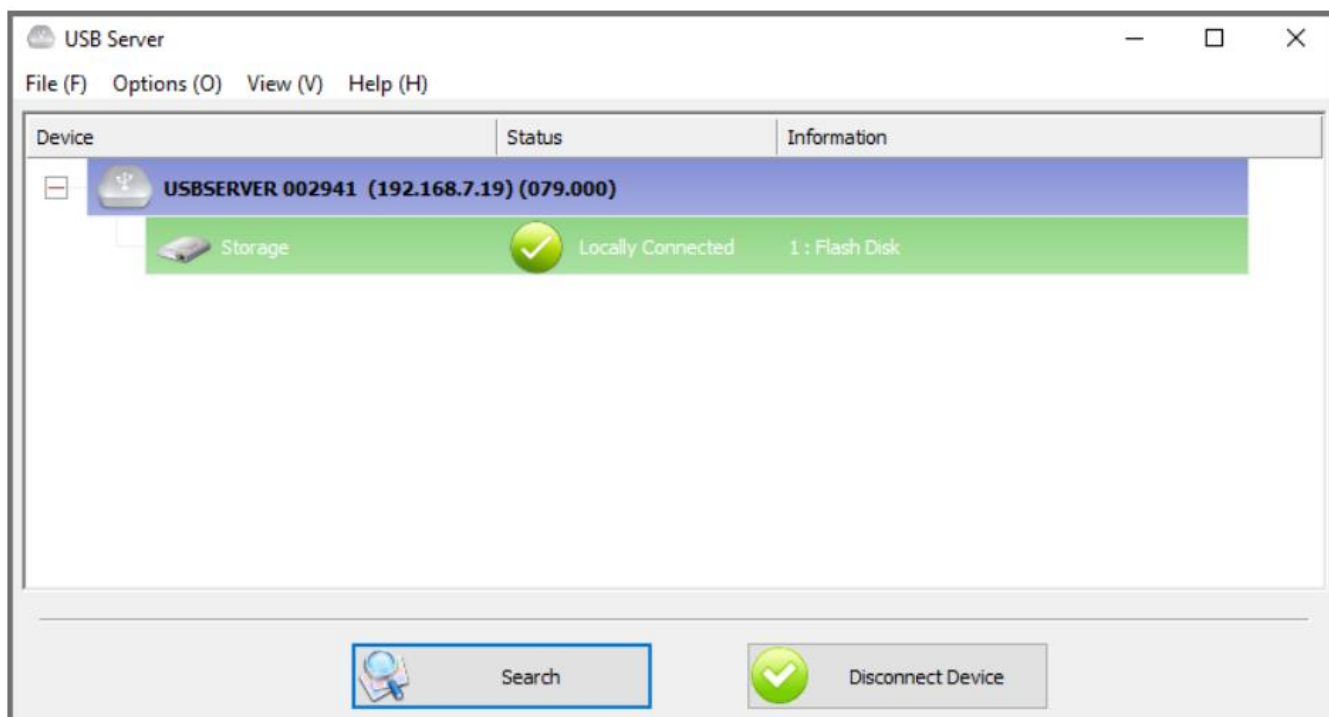 USB Server
File (F) Options (O) View (V) Help (H)
Device Status Information
USBSERVER 002941 (192.168.7.19) (079.000)
Storage Locally Connected 1 : Flash Disk
Search Disconnect Device